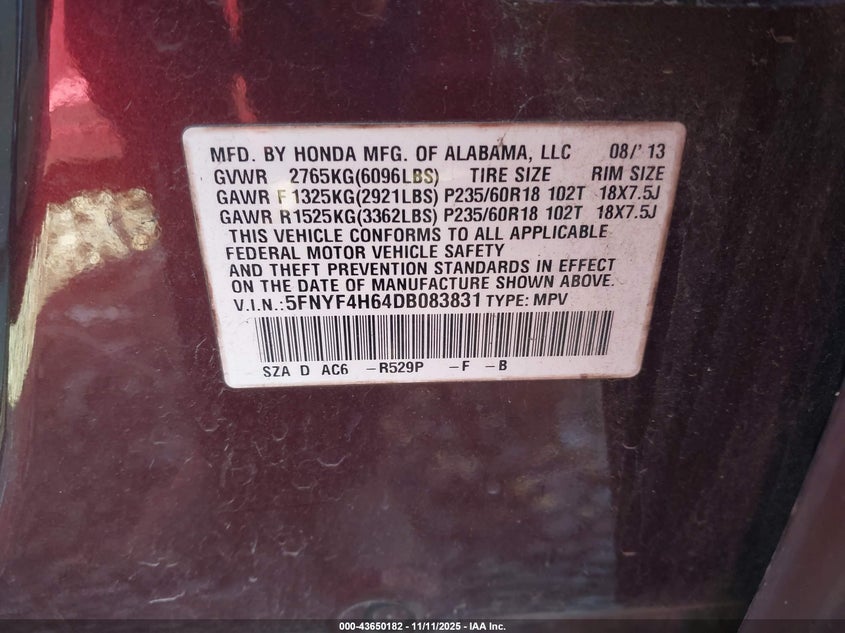 MFD. BY HONDA MFG. OF ALABAMA, LLC 08/'13
GVWR 2765KG(6096LBS) TIRE SIZE RIM SIZE
GAWR F 1325KG(2921LBS) P235/60R18 102T 18X7.5J
GAWR R1525KG(3362LBS) P235/60R18 102T 18X7.5J
THIS VEHICLE CONFORMS TO ALL APPLICABLE
FEDERAL MOTOR VEHICLE SAFETY
AND THEFT PREVENTION STANDARDS IN EFFECT
ON THE DATE OF MANUFACTURE SHOWN ABOVE.
V.I.N.:5FNYF4H64DB083831 TYPE: MPV
SZA D AC6 -R529P -F -B
000-43650182 - 11/11/2025 - IAA Inc.